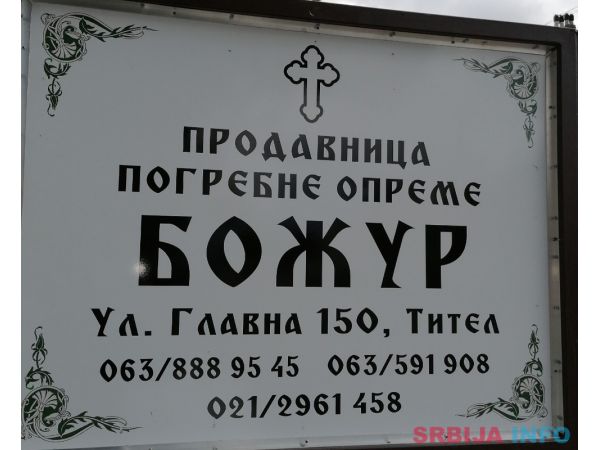 ПРОДАВНИЦА
ПОГРЕБНЕ ОПРЕМЕ
БОЖУР
Ул. Главна 150, Тител
063/888 95 45 063/591 908
021/2961 458
SRBIJA INFO